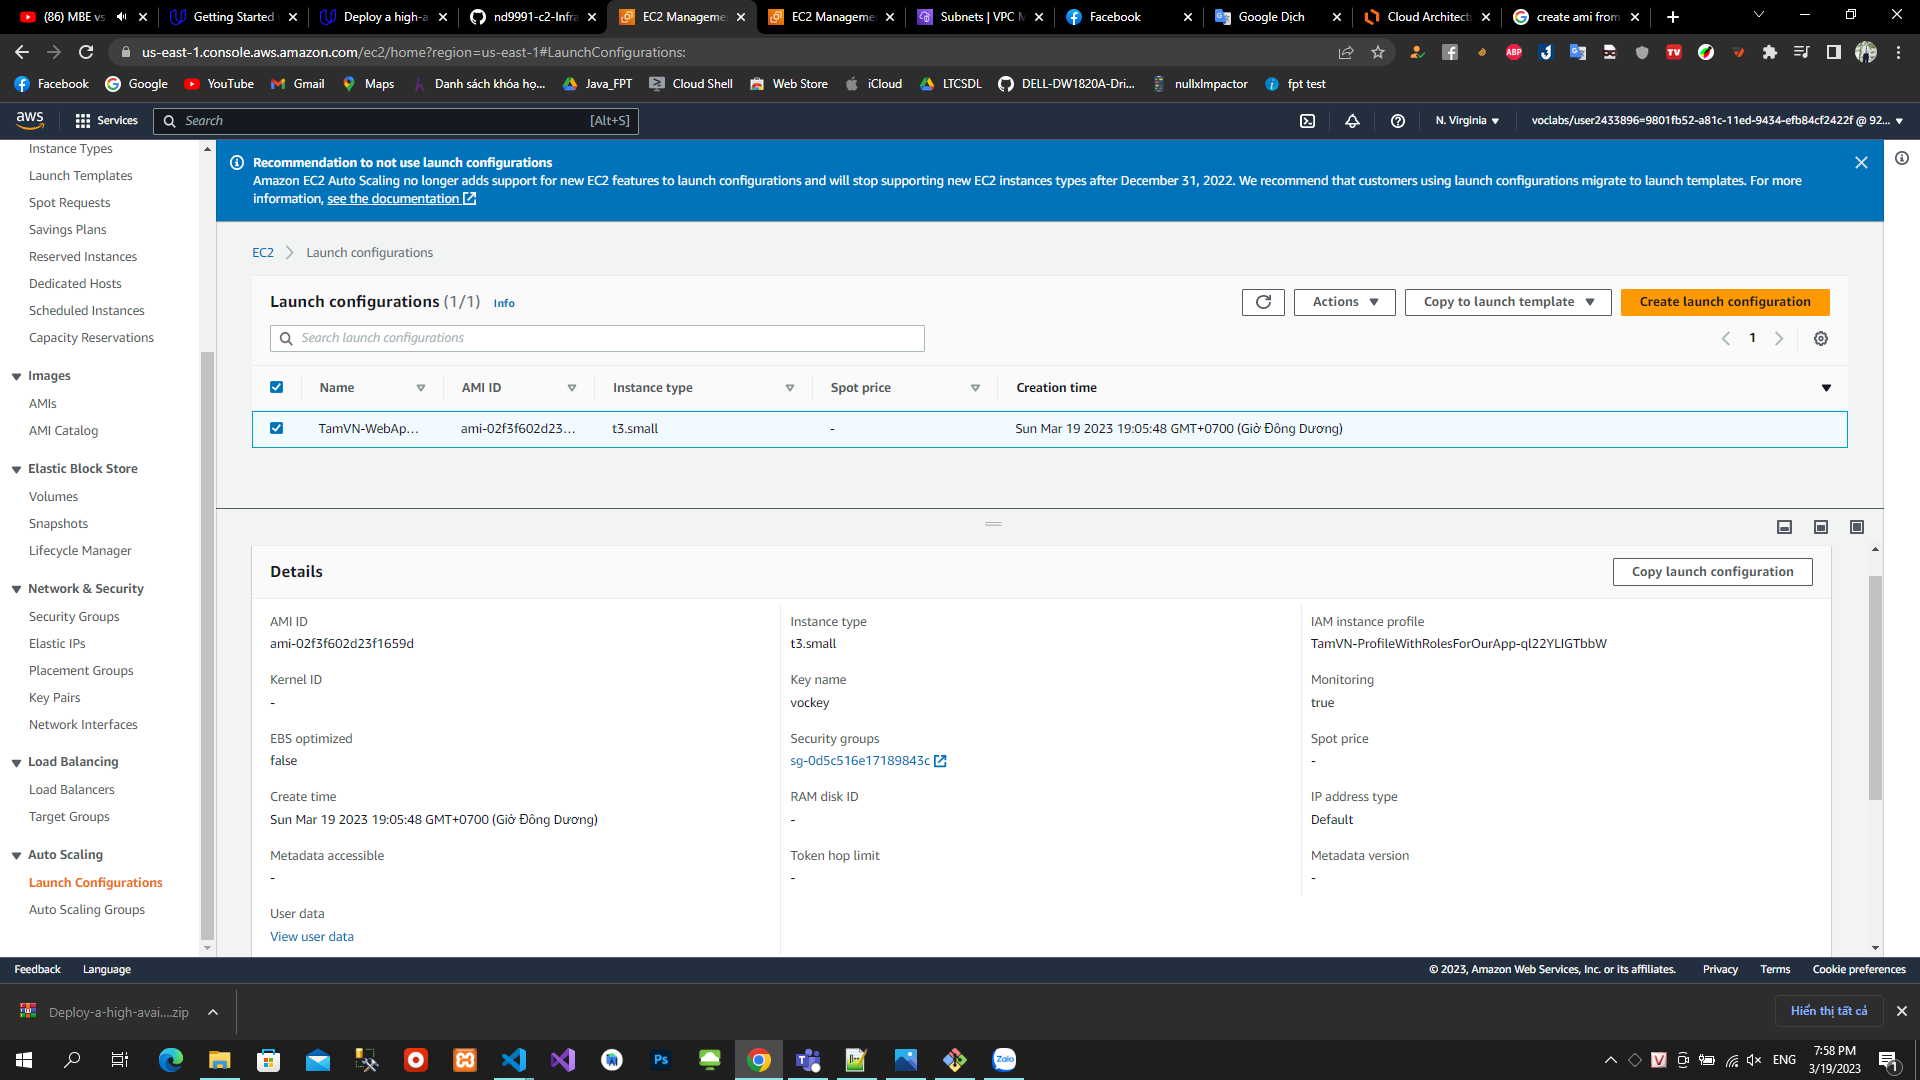 (86) MBE vs
Getting Started
Deploy a high-a
nd9991-c2-Infra
EC2 Manageme
EC2 Manageme
Subnets | VPC M
Facebook
Google Dịch
Cloud Architect
create ami from
us-east-1.console.aws.amazon.com/ec2/home?region=us-east-1#LaunchConfigurations:
Facebook
Google
YouTube
Gmail
Maps
Danh sách khóa họ...
Java_FPT
Cloud Shell
Web Store
iCloud
LTCSDL
DELL-DW1820A-Dri...
nullxImpactor
fpt test
aws
Services
Search
[Alt+S]
N. Virginia
voclabs/user2433896=9801fb52-a81c-11ed-9434-efb84cf2422f @ 92...
Instance Types
Launch Templates
Spot Requests
Savings Plans
Reserved Instances
Dedicated Hosts
Scheduled Instances
Capacity Reservations
Images
AMIs
AMI Catalog
Elastic Block Store
Volumes
Snapshots
Lifecycle Manager
Network & Security
Security Groups
Elastic IPs
Placement Groups
Key Pairs
Network Interfaces
Load Balancing
Load Balancers
Target Groups
Auto Scaling
Launch Configurations
Auto Scaling Groups
Recommendation to not use launch configurations
Amazon EC2 Auto Scaling no longer adds support for new EC2 features to launch configurations and will stop supporting new EC2 instances types after December 31, 2022. We recommend that customers using launch configurations migrate to launch templates. For more
information, see the documentation
EC2
Launch configurations
Launch configurations (1/1) Info
Actions
Copy to launch template
Create launch configuration
Search launch configurations
1
Name
AMI ID
Instance type
Spot price
Creation time
TamVN-WebAp...
ami-02f3f602d23...
t3.small
-
Sun Mar 19 2023 19:05:48 GMT+0700 (Giờ Đông Dương)
Details
Copy launch configuration
AMI ID
ami-02f3f602d23f1659d
Instance type
t3.small
IAM instance profile
TamVN-ProfileWithRolesForOurApp-ql22YLIGTbbW
Kernel ID
-
Key name
vockey
Monitoring
true
EBS optimized
false
Security groups
sg-0d5c516e17189843c
Spot price
-
Create time
Sun Mar 19 2023 19:05:48 GMT+0700 (Giờ Đông Dương)
RAM disk ID
-
IP address type
Default
Metadata accessible
-
Token hop limit
-
Metadata version
-
User data
View user data
Feedback
Language
© 2023, Amazon Web Services, Inc. or its affiliates.
Privacy
Terms
Cookie preferences
Deploy-a-high-avai....zip
Hiển thị tất cả
ENG
7:58 PM
3/19/2023